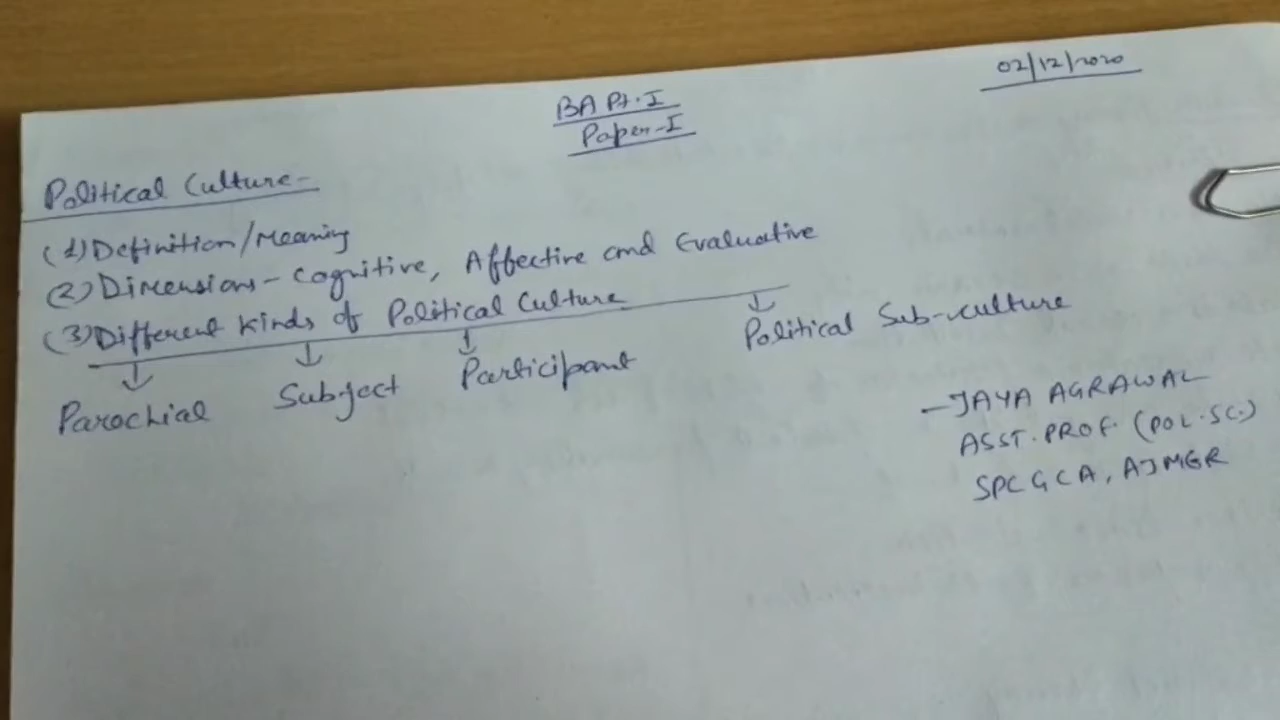 02/12/2020
BA Pt. I
Paper-I
Political Culture-
(1) Definition/Meaning
(2) Dimensions- Cognitive, Affective and Evaluative
(3) Different Kinds of Political Culture
Parochial Subject Participant Political Sub-culture
- JAYA AGRAWAL
ASST. PROF. (POL.SC.)
SPCGCA, AJMER